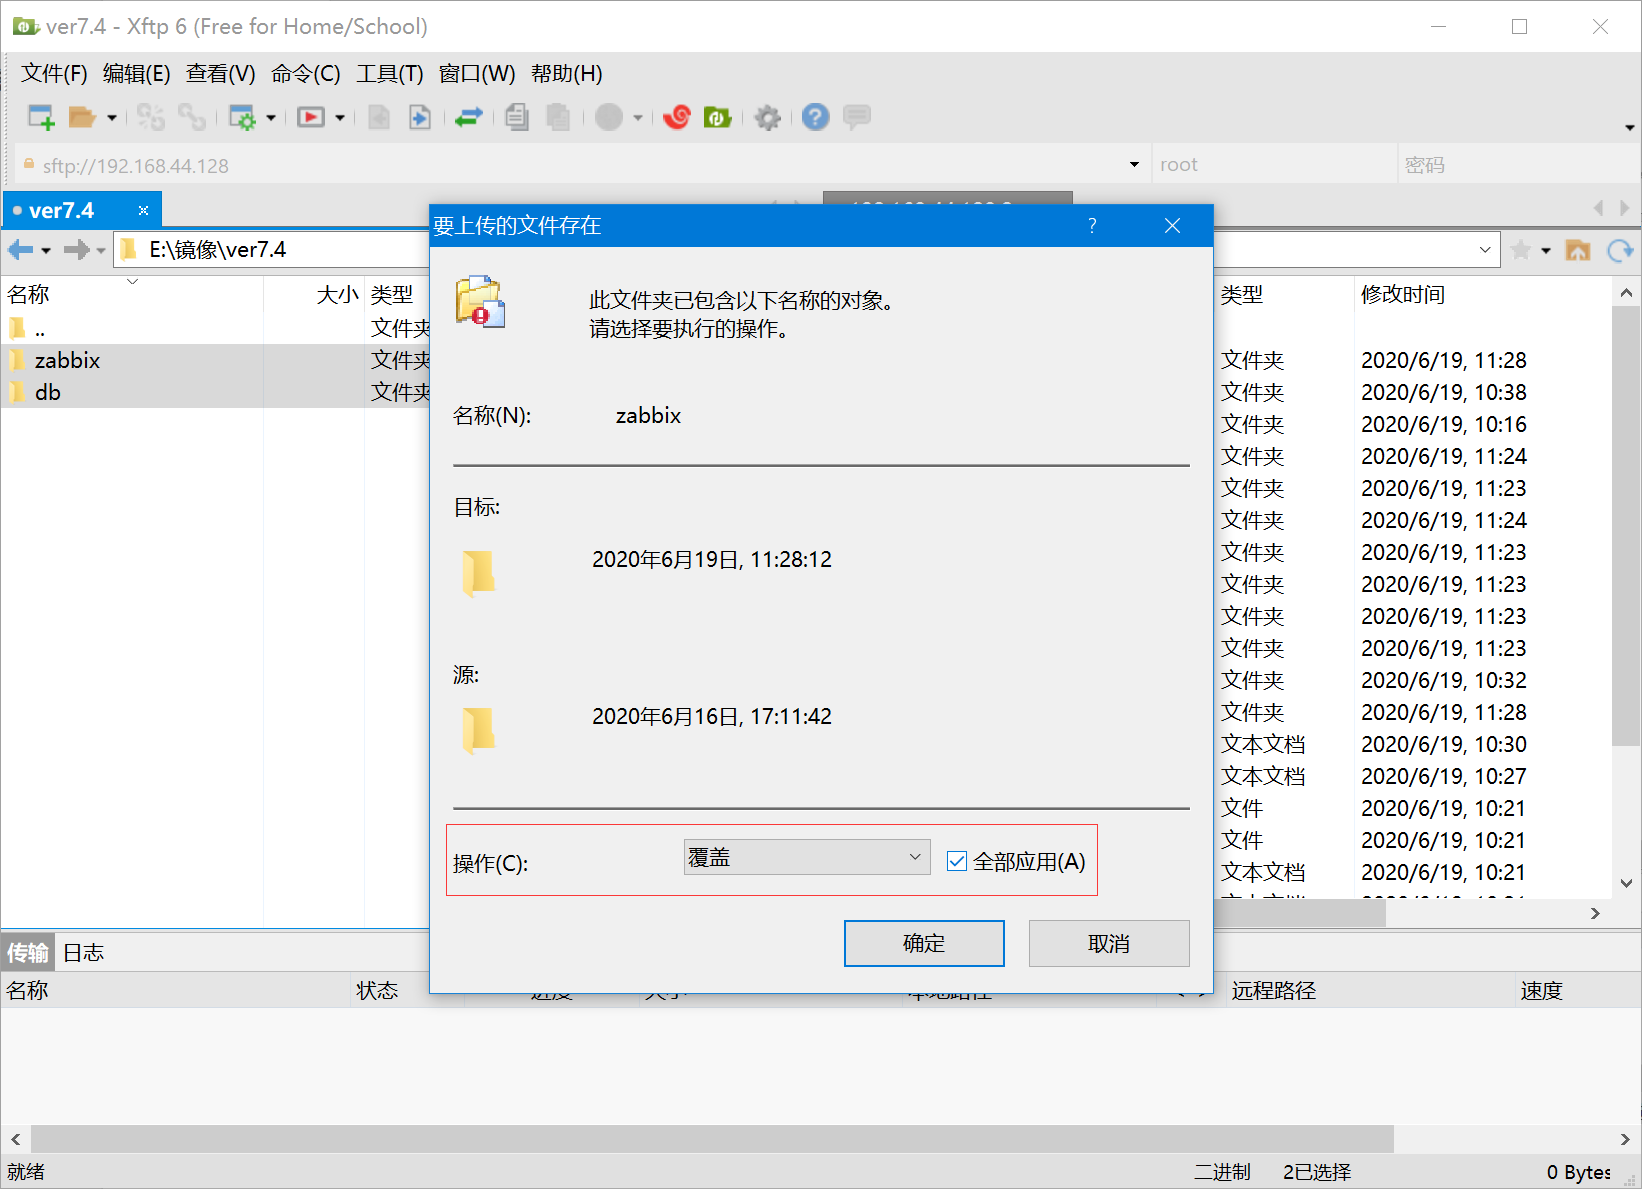 ver7.4 - Xftp 6 (Free for Home/School)
文件(F) 编辑(E) 查看(V) 命令(C) 工具(T) 窗口(W) 帮助(H)
sftp://192.168.44.128 root 密码
ver7.4
E:\镜像\ver7.4
名称 大小 类型
..
文件夹
zabbix 文件夹
db 文件夹
要上传的文件存在
此文件夹已包含以下名称的对象。
请选择要执行的操作。
名称(N): zabbix
目标:
2020年6月19日, 11:28:12
源:
2020年6月16日, 17:11:42
操作(C): 覆盖 全部应用(A)
确定 取消
类型 修改时间
文件夹 2020/6/19, 11:28
文件夹 2020/6/19, 10:38
文件夹 2020/6/19, 10:16
文件夹 2020/6/19, 11:24
文件夹 2020/6/19, 11:23
文件夹 2020/6/19, 11:24
文件夹 2020/6/19, 11:23
文件夹 2020/6/19, 11:23
文件夹 2020/6/19, 11:23
文件夹 2020/6/19, 11:23
文件夹 2020/6/19, 10:32
文件夹 2020/6/19, 11:28
文本文档 2020/6/19, 10:30
文本文档 2020/6/19, 10:27
文件 2020/6/19, 10:21
文件 2020/6/19, 10:21
文本文档 2020/6/19, 10:21
传输 日志
名称 状态 进度 大小 本地路径 远程路径 速度
就绪 二进制 2已选择 0 Bytes